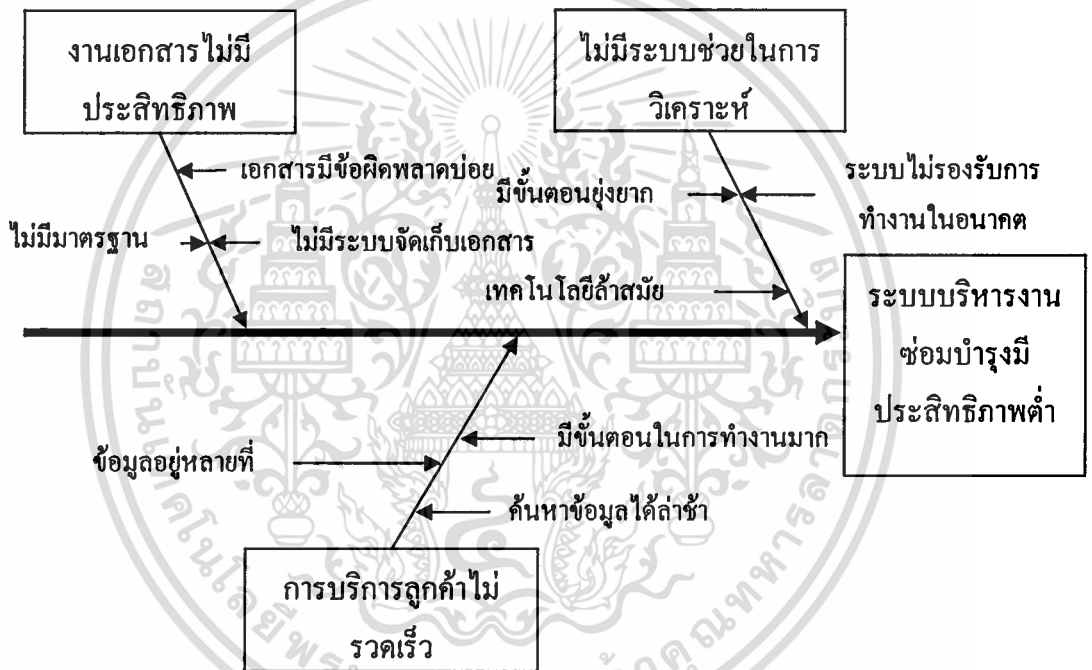 งานเอกสารไม่มี
ประสิทธิภาพ
ไม่มีระบบช่วยในการ
วิเคราะห์
เอกสารมีข้อผิดพลาดบ่อย
มีขั้นตอนยุ่งยาก
ระบบไม่รองรับการ
ทำงานในอนาคต
ไม่มีมาตรฐาน
ไม่มีระบบจัดเก็บเอกสาร
เทคโนโลยีล้าสมัย
ระบบบริหารงาน
ซ่อมบำรุงมี
ประสิทธิภาพต่ำ
มีขั้นตอนในการทำงานมาก
ข้อมูลอยู่หลายที่
ค้นหาข้อมูลได้ล่าช้า
การบริการลูกค้าไม่
รวดเร็ว